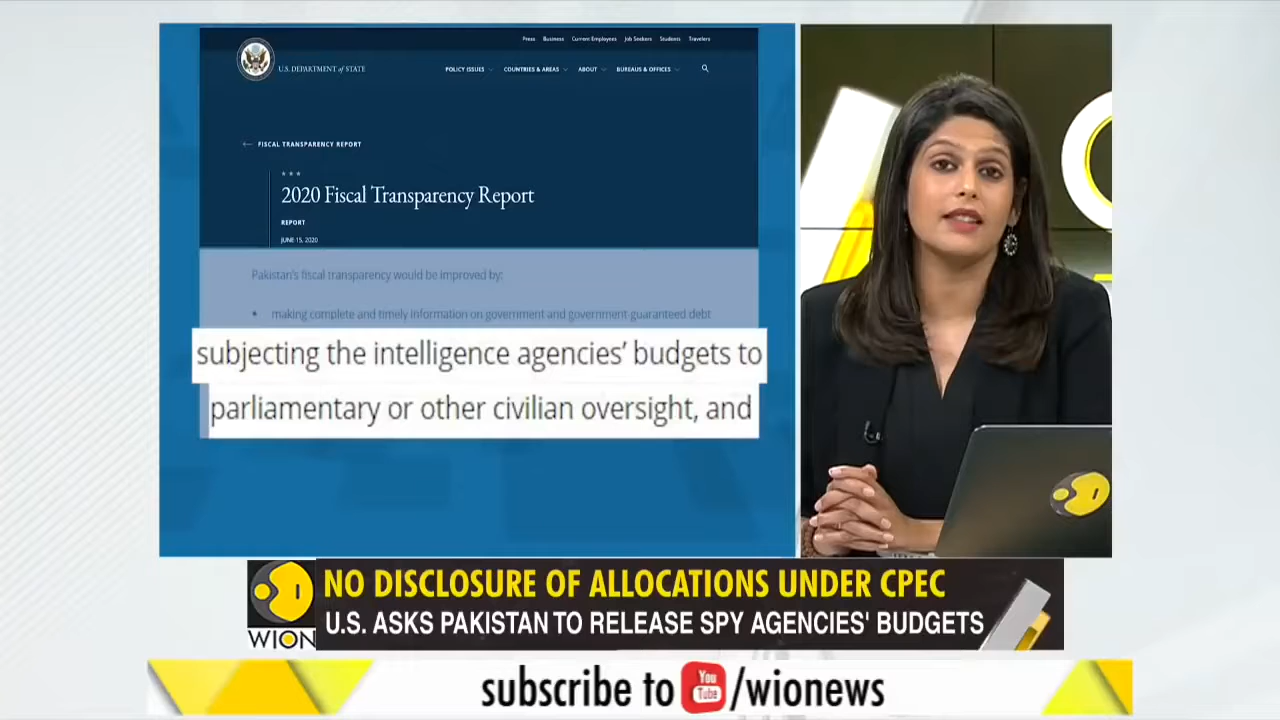 Press Business Current Employees Job Seekers Students Travelers
U.S. DEPARTMENT of STATE
POLICY ISSUES COUNTRIES & AREAS ABOUT BUREAUS & OFFICES
FISCAL TRANSPARENCY REPORT
2020 Fiscal Transparency Report
REPORT
JUNE 15, 2020
Pakistan's fiscal transparency would be improved by:
• making complete and timely information on government and government guaranteed debt
subjecting the intelligence agencies' budgets to
parliamentary or other civilian oversight, and
NO DISCLOSURE OF ALLOCATIONS UNDER CPEC
U.S. ASKS PAKISTAN TO RELEASE SPY AGENCIES' BUDGETS
WION
subscribe to You Tube /wionews